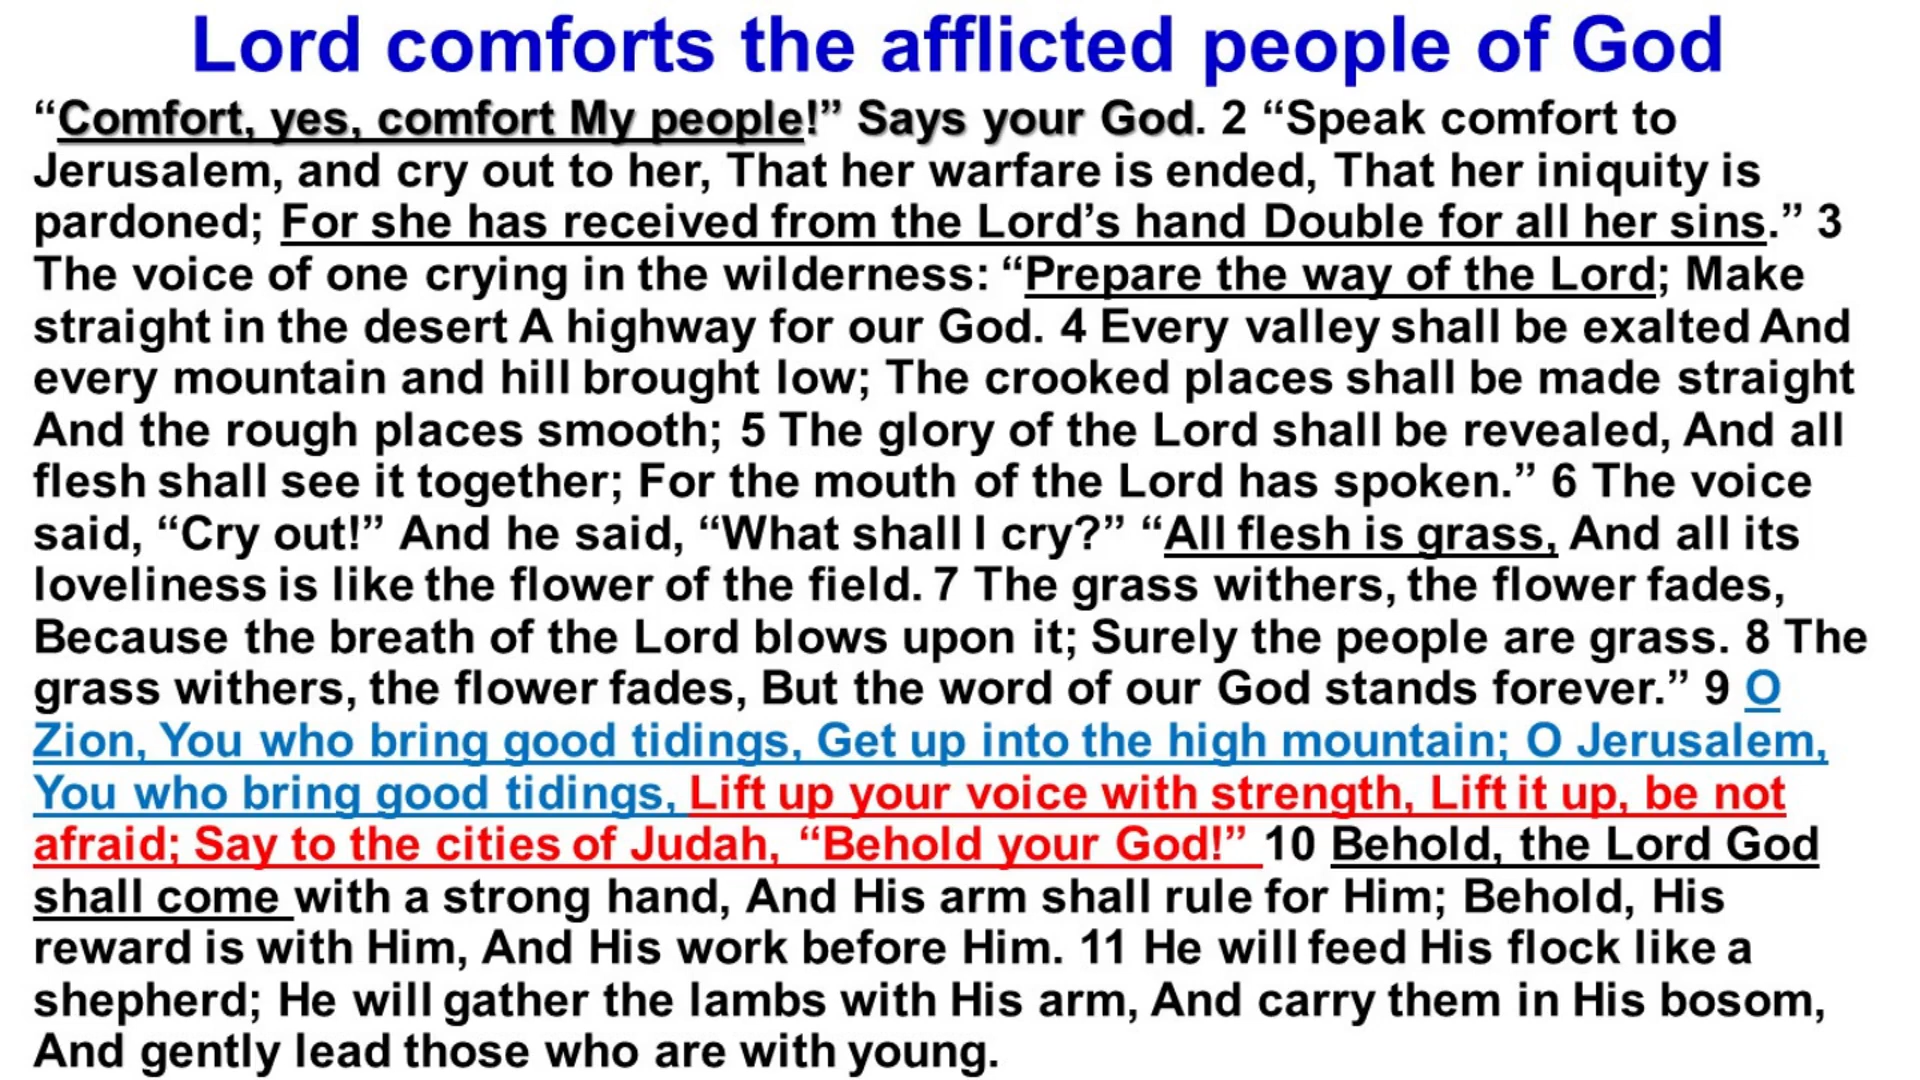 Lord comforts the afflicted people of God
“Comfort, yes, comfort My people!” Says your God. 2 “Speak comfort to
Jerusalem, and cry out to her, That her warfare is ended, That her iniquity is
pardoned; For she has received from the Lord’s hand Double for all her sins.” 3
The voice of one crying in the wilderness: “Prepare the way of the Lord; Make
straight in the desert A highway for our God. 4 Every valley shall be exalted And
every mountain and hill brought low; The crooked places shall be made straight
And the rough places smooth; 5 The glory of the Lord shall be revealed, And all
flesh shall see it together; For the mouth of the Lord has spoken.” 6 The voice
said, “Cry out!” And he said, “What shall I cry?” “All flesh is grass, And all its
loveliness is like the flower of the field. 7 The grass withers, the flower fades,
Because the breath of the Lord blows upon it; Surely the people are grass. 8 The
grass withers, the flower fades, But the word of our God stands forever.” 9 O
Zion, You who bring good tidings, Get up into the high mountain; O Jerusalem,
You who bring good tidings, Lift up your voice with strength, Lift it up, be not
afraid; Say to the cities of Judah, “Behold your God!” 10 Behold, the Lord God
shall come with a strong hand, And His arm shall rule for Him; Behold, His
reward is with Him, And His work before Him. 11 He will feed His flock like a
shepherd; He will gather the lambs with His arm, And carry them in His bosom,
And gently lead those who are with young.